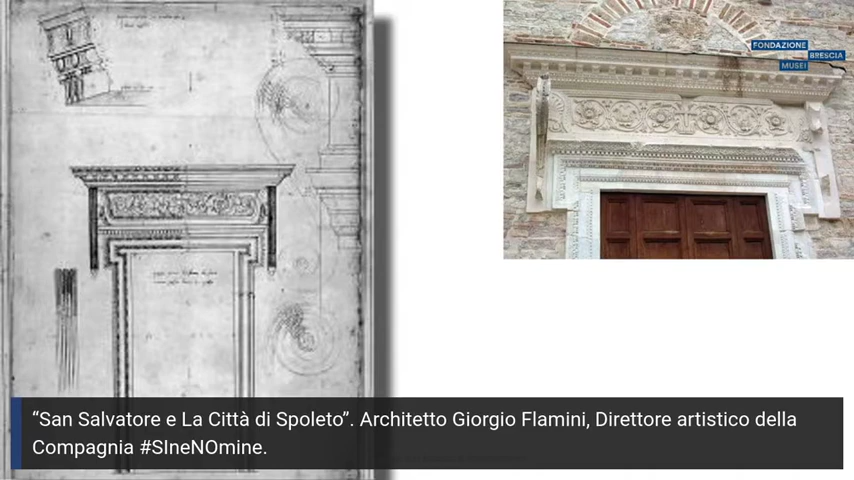 FONDAZIONE
BRESCIA
MUSEI
“San Salvatore e La Città di Spoleto”. Architetto Giorgio Flamini, Direttore artistico della
Compagnia #SIneNOmine.